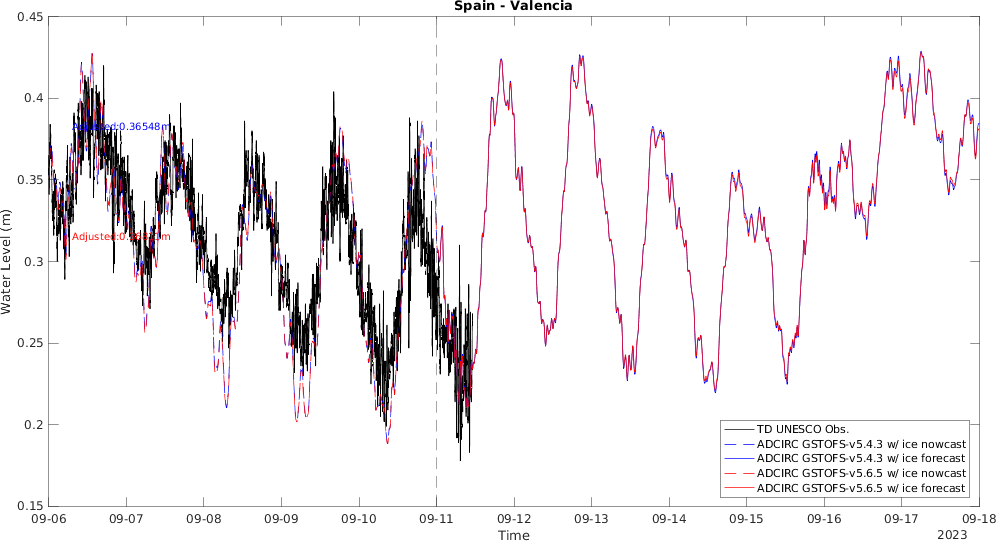 Spain - Valencia
0.45
0.4
0.35
0.3
0.25
0.2
0.15
Water Level (m)
Adjusted:0.36548m
09-06
09-07
09-08
09-09
09-10
09-11
09-12
09-13
09-14
09-15
09-16
09-17
09-18
Time
2023
TD UNESCO Obs.
ADCIRC GSTOFS-v5.4.3 w/ ice nowcast
ADCIRC GSTOFS-v5.4.3 w/ ice forecast
ADCIRC GSTOFS-v5.6.5 w/ ice nowcast
ADCIRC GSTOFS-v5.6.5 w/ ice forecast